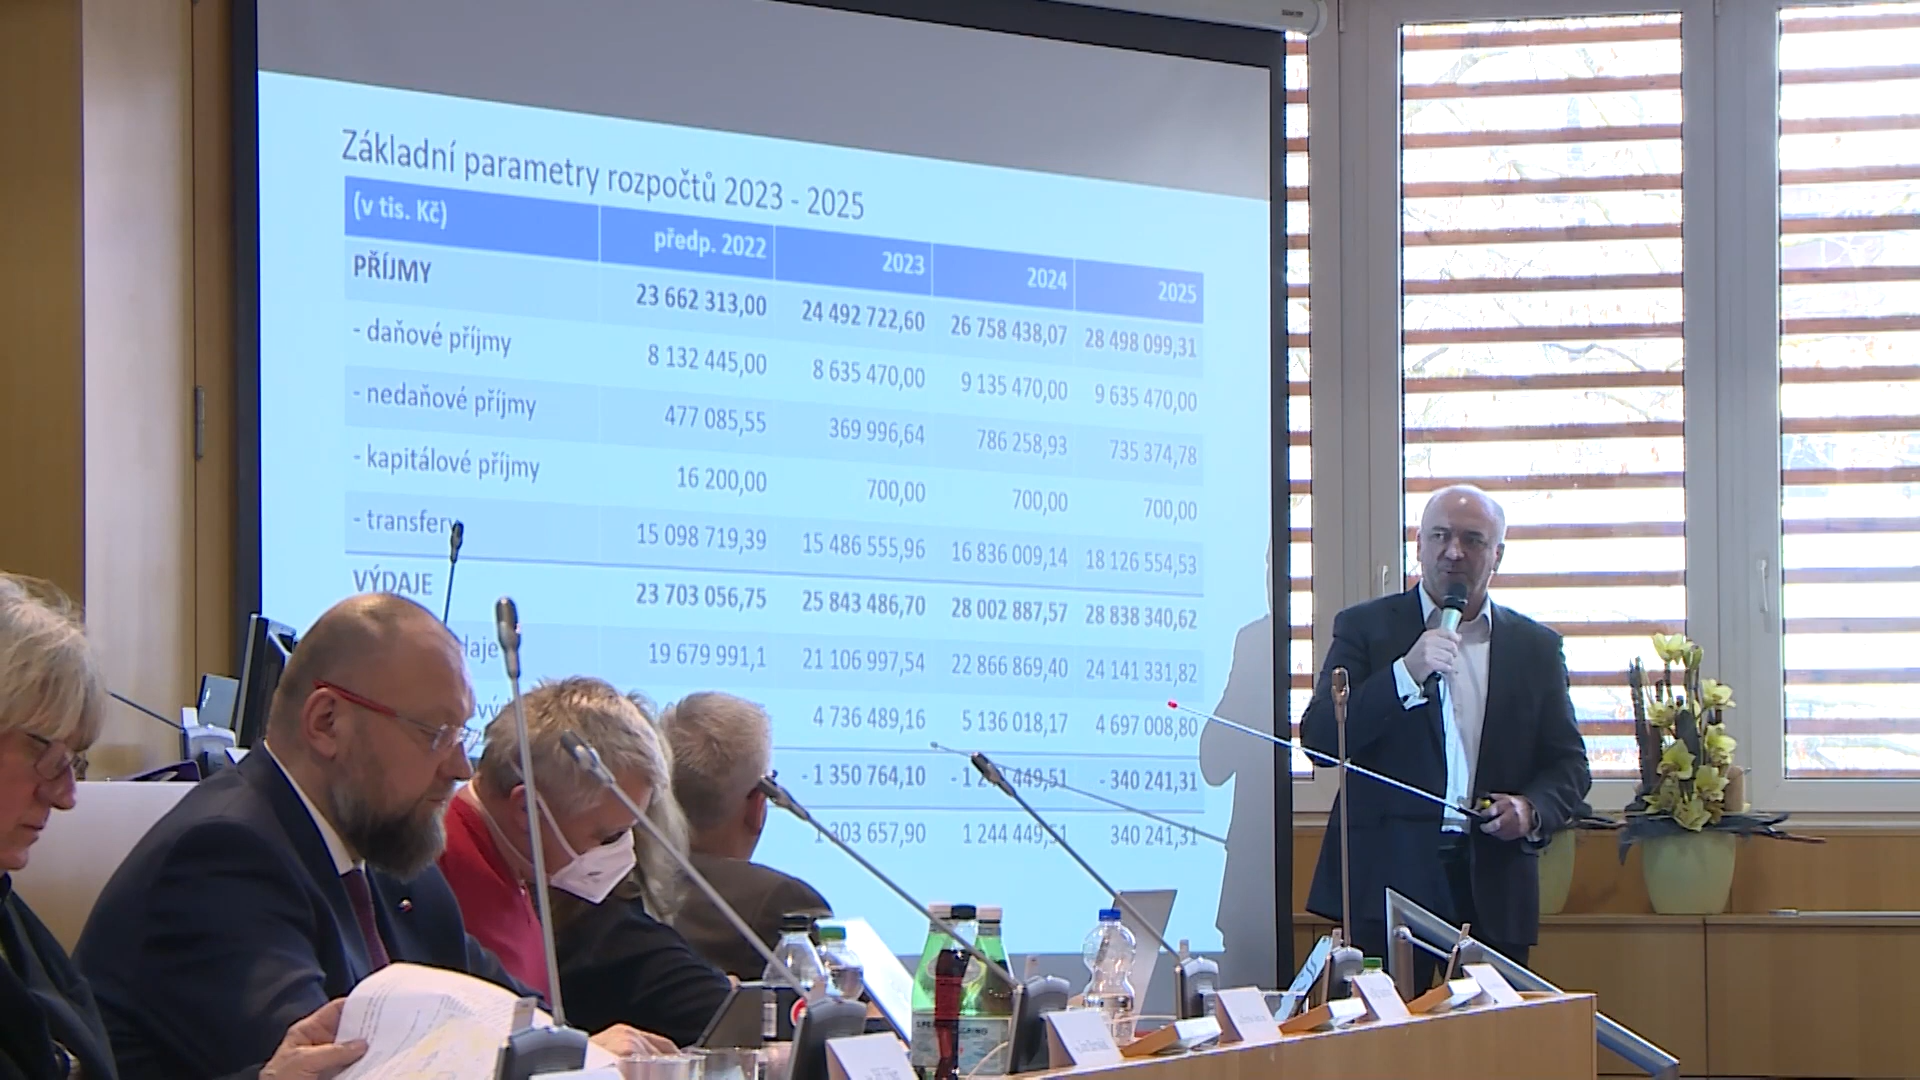 Základní parametry rozpočtů 2023 - 2025
(v tis. Kč) předp. 2022 2023 2024 2025
PŘÍJMY 23 662 313,00 24 492 722,60 26 758 438,07 28 498 099,31
- daňové příjmy 8 132 445,00 8 635 470,00 9 135 470,00 9 635 470,00
- nedaňové příjmy 477 085,55 369 996,64 786 258,93 735 374,78
- kapitálové příjmy 16 200,00 700,00 700,00 700,00
- transfery 15 098 719,39 15 486 555,96 16 836 009,14 18 126 554,53
VÝDAJE 23 703 056,75 25 843 486,70 28 002 887,57 28 838 340,62
daje 19 679 991,1 21 106 997,54 22 866 869,40 24 141 331,82
4 736 489,16 5 136 018,17 4 697 008,80
- 1 350 764,10 449,51 - 340 241,31
1 303 657,90 1 244 449,51 340 241,31